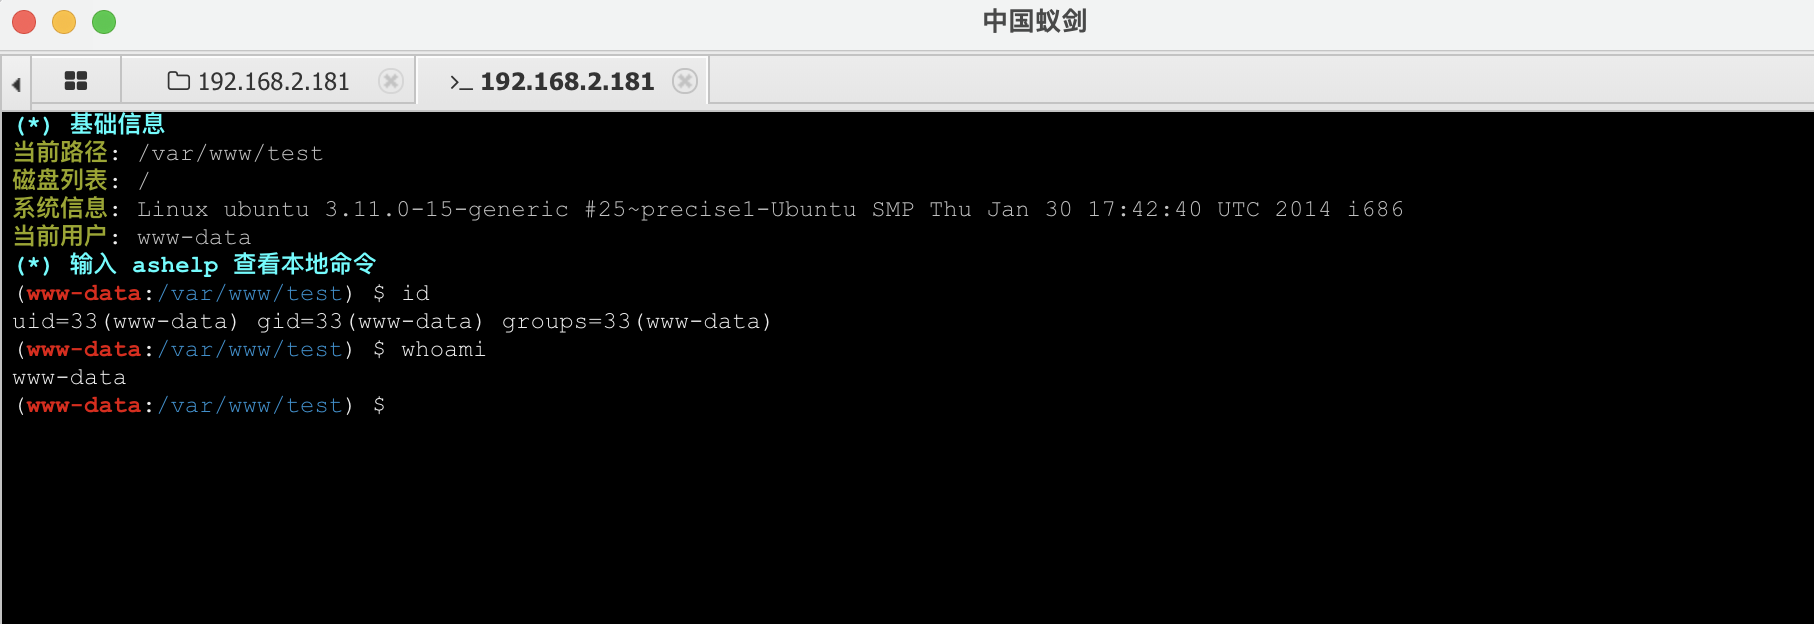 中国蚁剑
192.168.2.181
>_ 192.168.2.181
(*) 基础信息
当前路径: /var/www/test
磁盘列表: /
系统信息: Linux ubuntu 3.11.0-15-generic #25~precise1-Ubuntu SMP Thu Jan 30 17:42:40 UTC 2014 i686
当前用户: www-data
(*) 输入 ashelp 查看本地命令
(www-data:/var/www/test) $ id
uid=33(www-data) gid=33(www-data) groups=33(www-data)
(www-data:/var/www/test) $ whoami
www-data
(www-data:/var/www/test) $